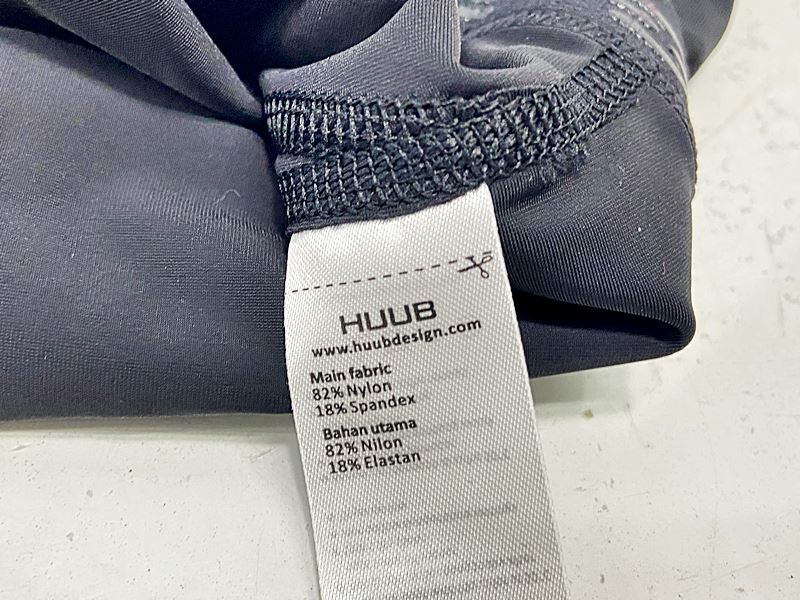 HUUB
www.huubdesign.com
Main fabric
82% Nylon
18% Spandex
Bahan utama
82% Nilon
18% Elastan